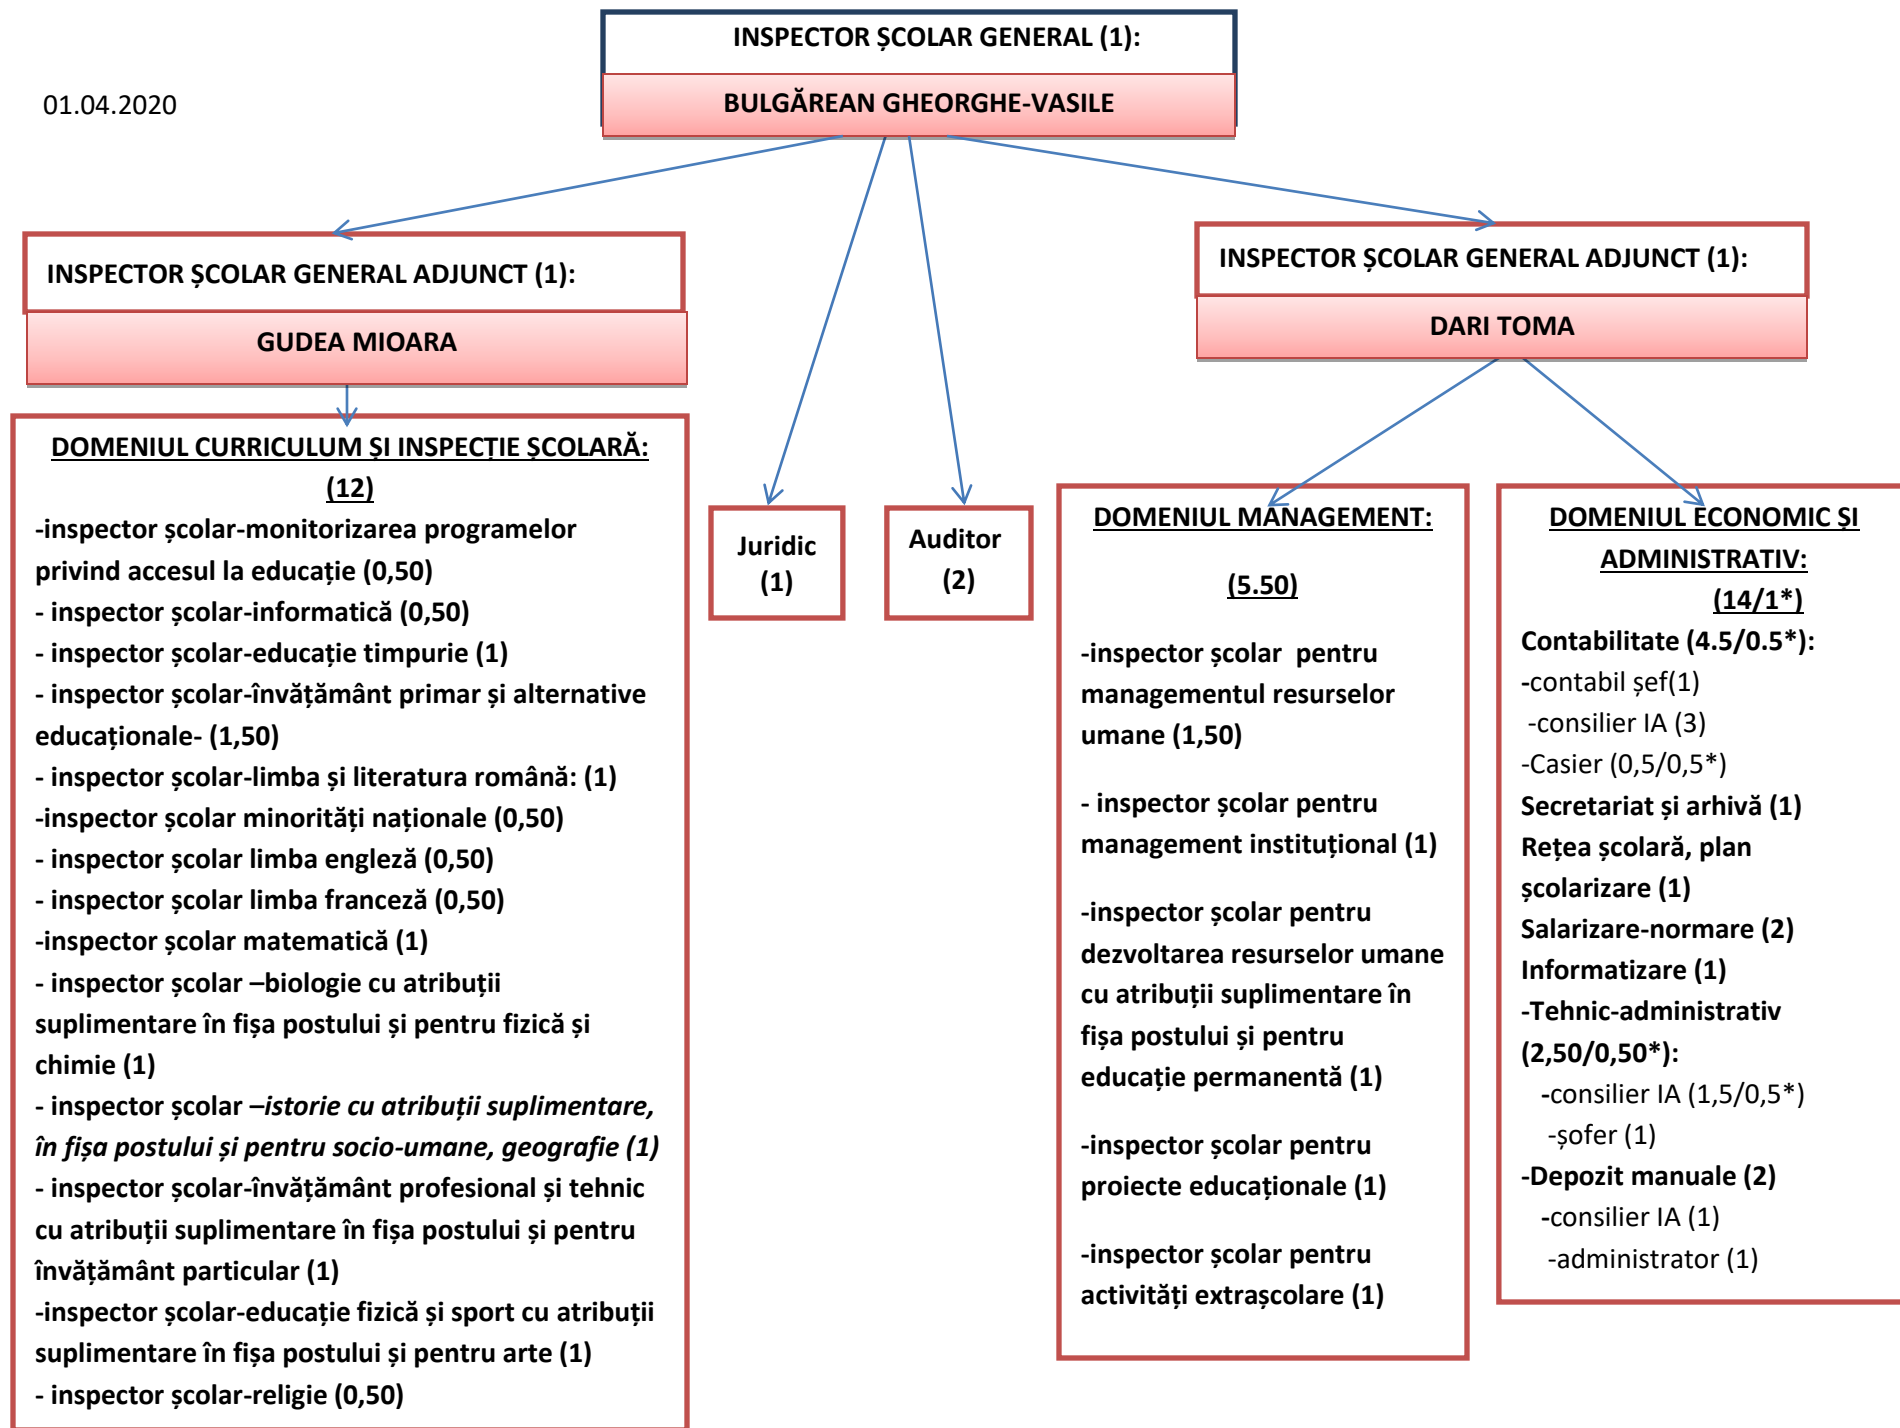 INSPECTOR ȘCOLAR GENERAL (1):
BULGĂREAN GHEORGHE-VASILE
01.04.2020
INSPECTOR ȘCOLAR GENERAL ADJUNCT (1):
GUDEA MIOARA
INSPECTOR ȘCOLAR GENERAL ADJUNCT (1):
DARI TOMA
DOMENIUL CURRICULUM ȘI INSPECȚIE ȘCOLARĂ:
(12)
-inspector școlar-monitorizarea programelor
privind accesul la educație (0,50)
- inspector școlar-informatică (0,50)
- inspector școlar-educație timpurie (1)
- inspector școlar-învățământ primar și alternative
educaționale- (1,50)
- inspector școlar-limba și literatura română: (1)
-inspector școlar minorități naționale (0,50)
- inspector școlar limba engleză (0,50)
- inspector școlar limba franceză (0,50)
-inspector școlar matematică (1)
- inspector școlar –biologie cu atribuții
suplimentare în fișa postului și pentru fizică și
chimie (1)
- inspector școlar –istorie cu atribuții suplimentare,
în fișa postului și pentru socio-umane, geografie (1)
- inspector școlar-învățământ profesional și tehnic
cu atribuții suplimentare în fișa postului și pentru
învățământ particular (1)
-inspector școlar-educație fizică și sport cu atribuții
suplimentare în fișa postului și pentru arte (1)
- inspector școlar-religie (0,50)
Juridic
(1)
Auditor
(2)
DOMENIUL MANAGEMENT:
(5.50)
-inspector școlar  pentru
managementul resurselor
umane (1,50)
- inspector școlar pentru
management instituțional (1)
-inspector școlar pentru
dezvoltarea resurselor umane
cu atribuții suplimentare în
fișa postului și pentru
educație permanentă (1)
-inspector școlar pentru
proiecte educaționale (1)
-inspector școlar pentru
activități extrașcolare (1)
DOMENIUL ECONOMIC ȘI
ADMINISTRATIV:
(14/1*)
Contabilitate (4.5/0.5*):
-contabil șef(1)
-consilier IA (3)
-Casier (0,5/0,5*)
Secretariat și arhivă (1)
Rețea școlară, plan
școlarizare (1)
Salarizare-normare (2)
Informatizare (1)
-Tehnic-administrativ
(2,50/0,50*):
-consilier IA (1,5/0,5*)
-șofer (1)
-Depozit manuale (2)
-consilier IA (1)
-administrator (1)